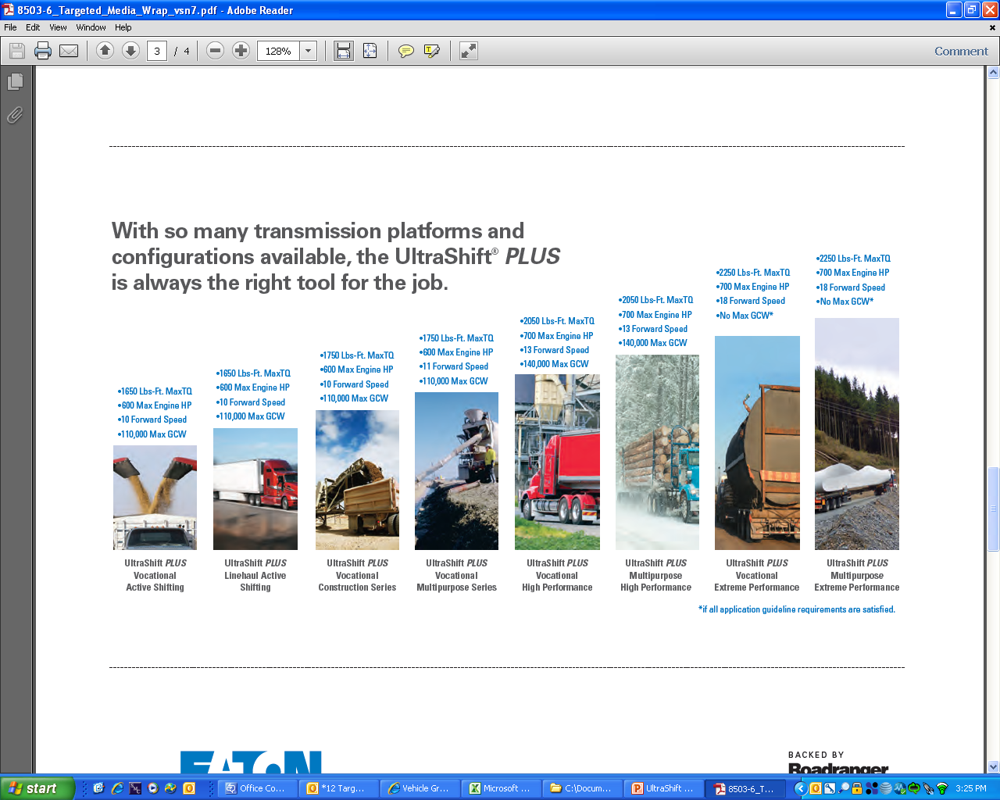 8503-6_Targeted_Media_Wrap_vsn7.pdf - Adobe Reader
File Edit View Window Help
3 / 4 128% Comment
With so many transmission platforms and
configurations available, the UltraShift® PLUS
is always the right tool for the job.
•1650 Lbs-Ft. MaxTQ
•600 Max Engine HP
•10 Forward Speed
•110,000 Max GCW
UltraShift PLUS
Vocational
Active Shifting
•1650 Lbs-Ft. MaxTQ
•600 Max Engine HP
•10 Forward Speed
•110,000 Max GCW
UltraShift PLUS
Linehaul Active
Shifting
•1750 Lbs-Ft. MaxTQ
•600 Max Engine HP
•10 Forward Speed
•110,000 Max GCW
UltraShift PLUS
Vocational
Construction Series
•1750 Lbs-Ft. MaxTQ
•600 Max Engine HP
•11 Forward Speed
•110,000 Max GCW
UltraShift PLUS
Vocational
Multipurpose Series
•2050 Lbs-Ft. MaxTQ
•700 Max Engine HP
•13 Forward Speed
•140,000 Max GCW
UltraShift PLUS
Vocational
High Performance
•2050 Lbs-Ft. MaxTQ
•700 Max Engine HP
•13 Forward Speed
•140,000 Max GCW
UltraShift PLUS
Multipurpose
High Performance
•2250 Lbs-Ft. MaxTQ
•700 Max Engine HP
•18 Forward Speed
•No Max GCW*
UltraShift PLUS
Vocational
Extreme Performance
•2250 Lbs-Ft. MaxTQ
•700 Max Engine HP
•18 Forward Speed
•No Max GCW*
UltraShift PLUS
Multipurpose
Extreme Performance
*if all application guideline requirements are satisfied.
EATON
BACKED BY
Roadranger
start Office Co... *12 Targ... Vehicle Gr... Microsoft ... C:\Docum... UltraShift ... 8503-6_T... 3:25 PM